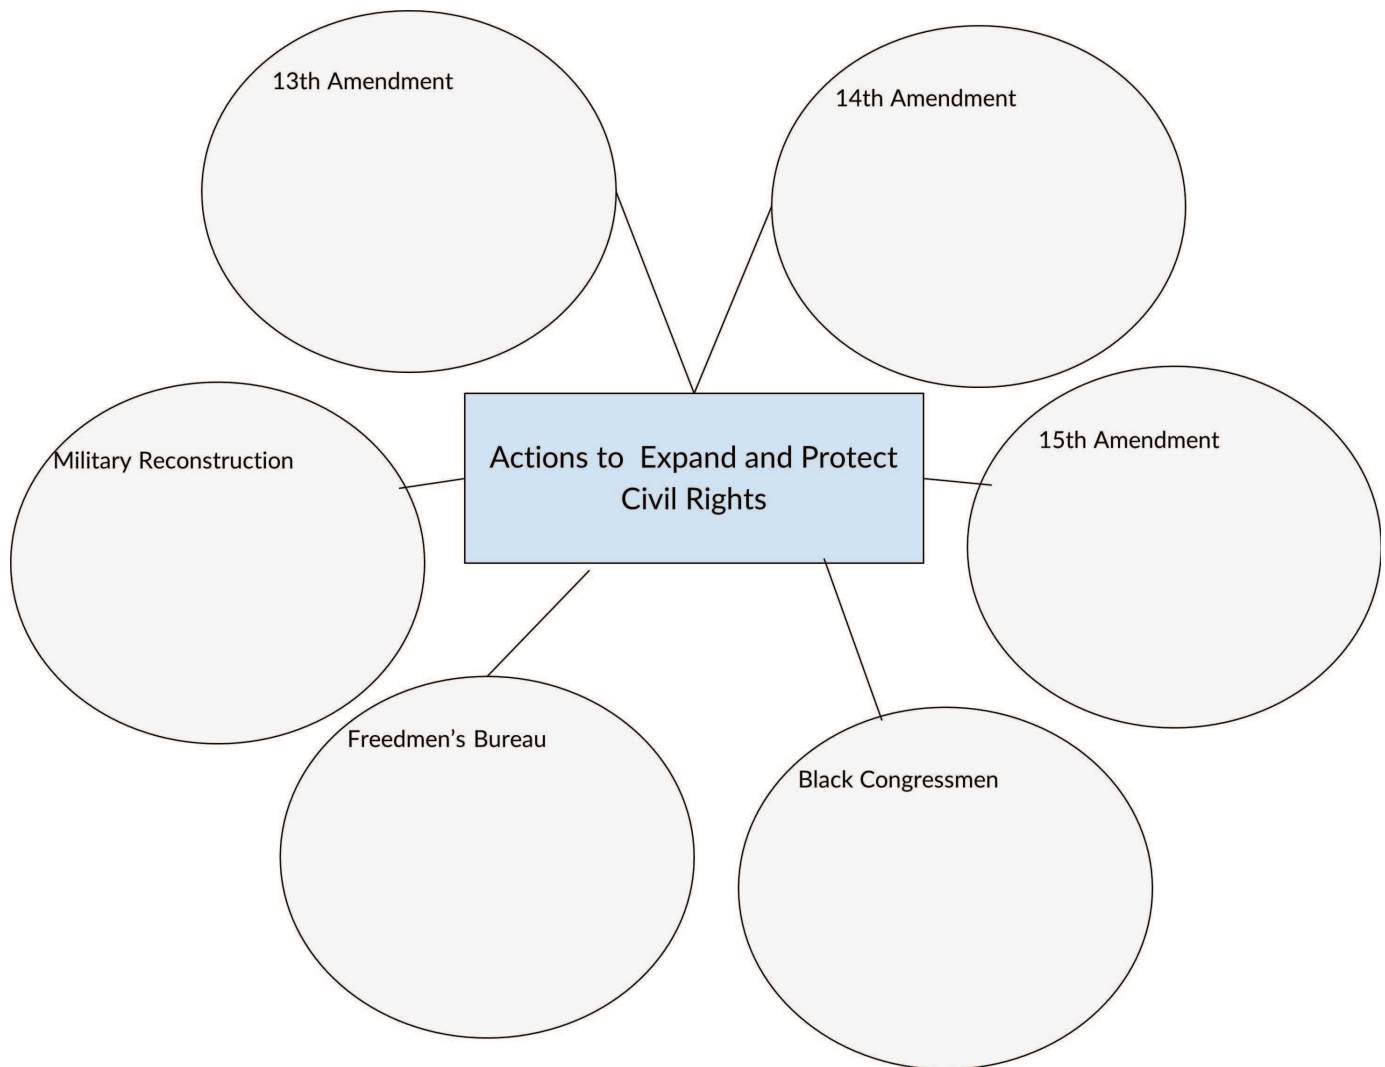 13th Amendment
14th Amendment
Actions to  Expand and Protect
Civil Rights
15th Amendment
Military Reconstruction
Freedmen’s Bureau
Black Congressmen